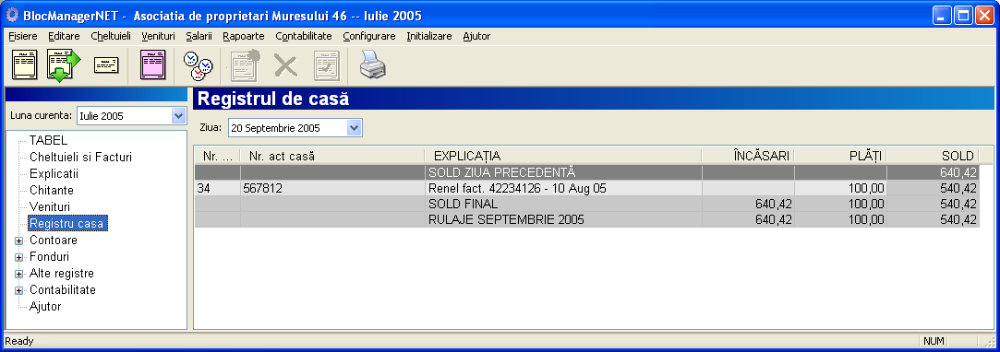 BlocManagerNET - Asociatia de proprietari Muresului 46 -- Iulie 2005
Fisiere Editare Cheltuieli Venituri Salarii Rapoarte Contabilitate Configurare Initializare Ajutor
Registrul de casă
Luna curenta: Iulie 2005
Ziua: 20 Septembrie 2005
TABEL
Cheltuieli si Facturi
Explicatii
Chitante
Venituri
Registru casa
Contoare
Fonduri
Alte registre
Contabilitate
Ajutor
Nr. ... Nr. act casă EXPLICAȚIA ÎNCĂSARI PLĂȚI SOLD
SOLD ZIUA PRECEDENTĂ 640,42
34 567812 Renel fact. 42234126 - 10 Aug 05 100,00 540,42
SOLD FINAL 640,42 100,00 540,42
RULAJE SEPTEMBRIE 2005 640,42 100,00 540,42
Ready NUM